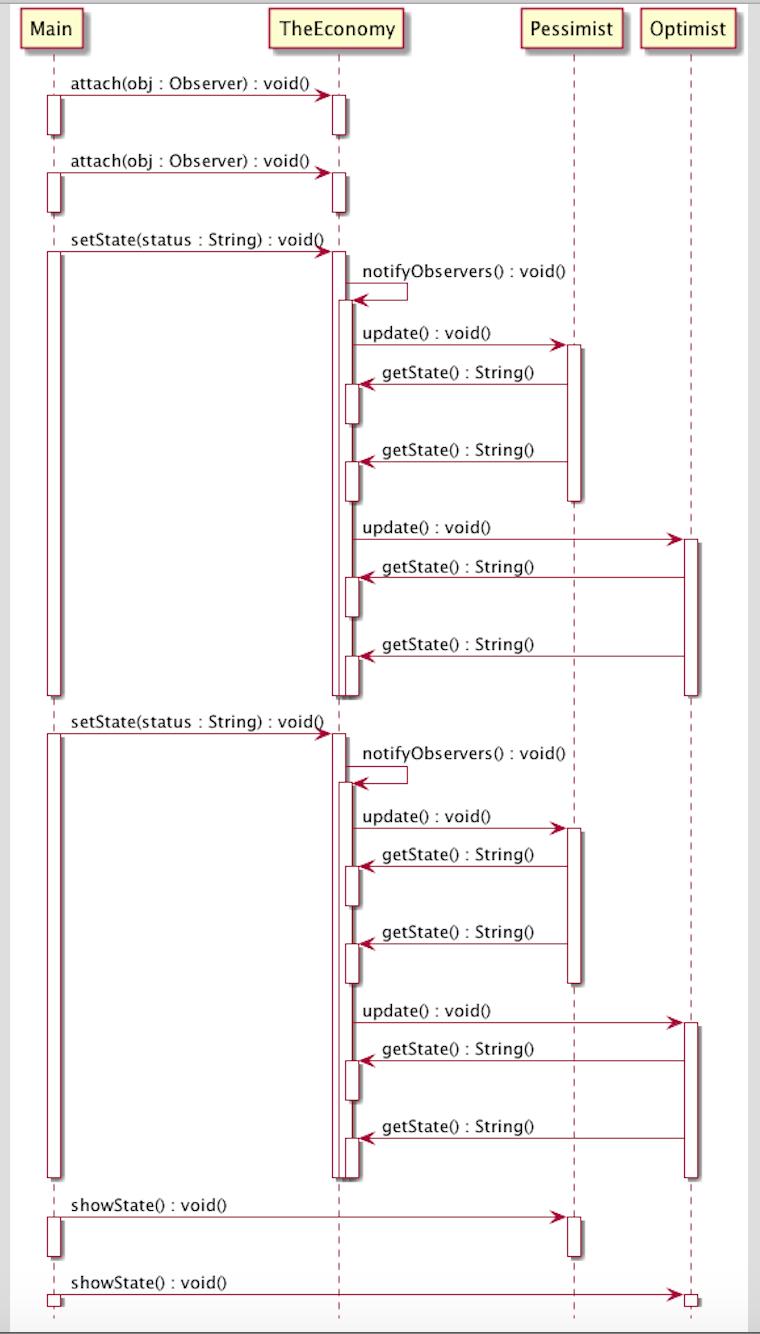 Main TheEconomy Pessimist Optimist
attach(obj : Observer) : void()
attach(obj : Observer) : void()
setState(status : String) : void()
notifyObservers() : void()
update() : void()
getState() : String()
getState() : String()
update() : void()
getState() : String()
getState() : String()
setState(status : String) : void()
notifyObservers() : void()
update() : void()
getState() : String()
getState() : String()
update() : void()
getState() : String()
getState() : String()
showState() : void()
showState() : void()